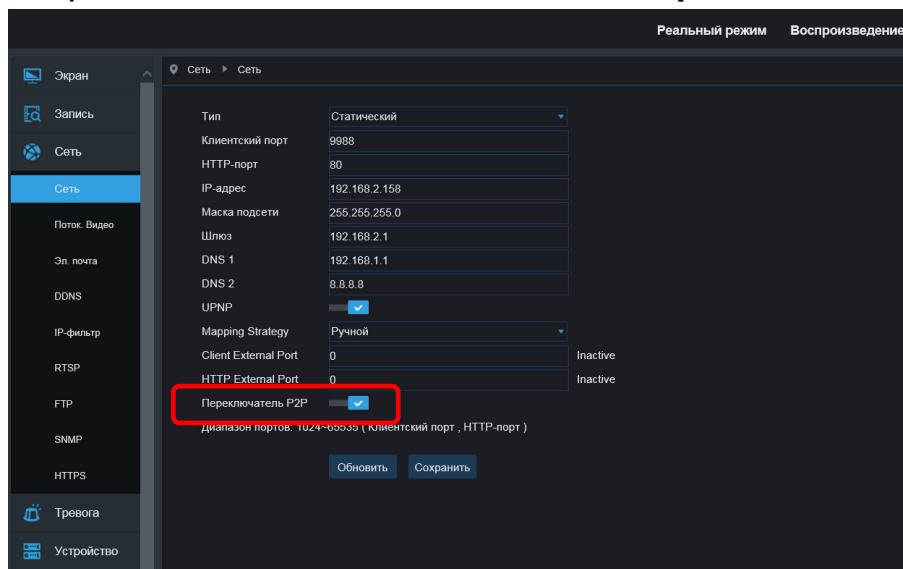 Реальный режим Воспроизведение
Экран
Запись
Сеть
Сеть
Поток. Видео
Эл. почта
DDNS
IP-фильтр
RTSP
FTP
SNMP
HTTPS
Тревога
Устройство
Сеть Сеть
Тип Статический
Клиентский порт 9988
HTTP-порт 80
IP-адрес 192.168.2.158
Маска подсети 255.255.255.0
Шлюз 192.168.2.1
DNS 1 192.168.1.1
DNS 2 8.8.8.8
UPNP
Mapping Strategy Ручной
Client External Port 0 Inactive
HTTP External Port 0 Inactive
Переключатель P2P
Диапазон портов: 1024~65535 ( Клиентский порт , HTTP-порт )
Обновить Сохранить